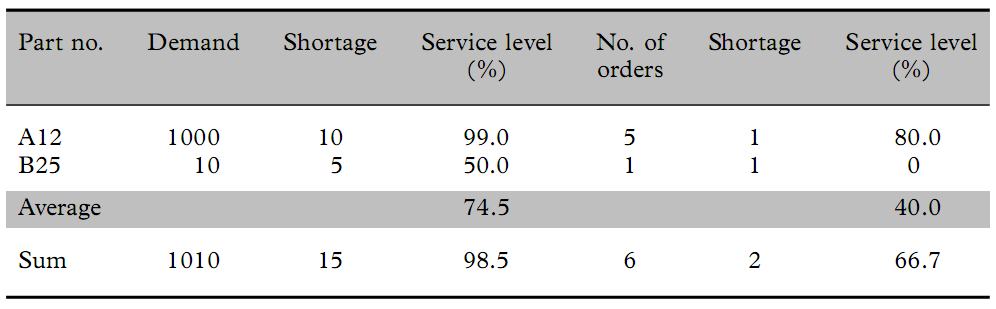 Part no. Demand Shortage Service level No. of Shortage Service level
(%) orders (%)
A12 1000 10 99.0 5 1 80.0
B25 10 5 50.0 1 1 0
Average 74.5 40.0
Sum 1010 15 98.5 6 2 66.7